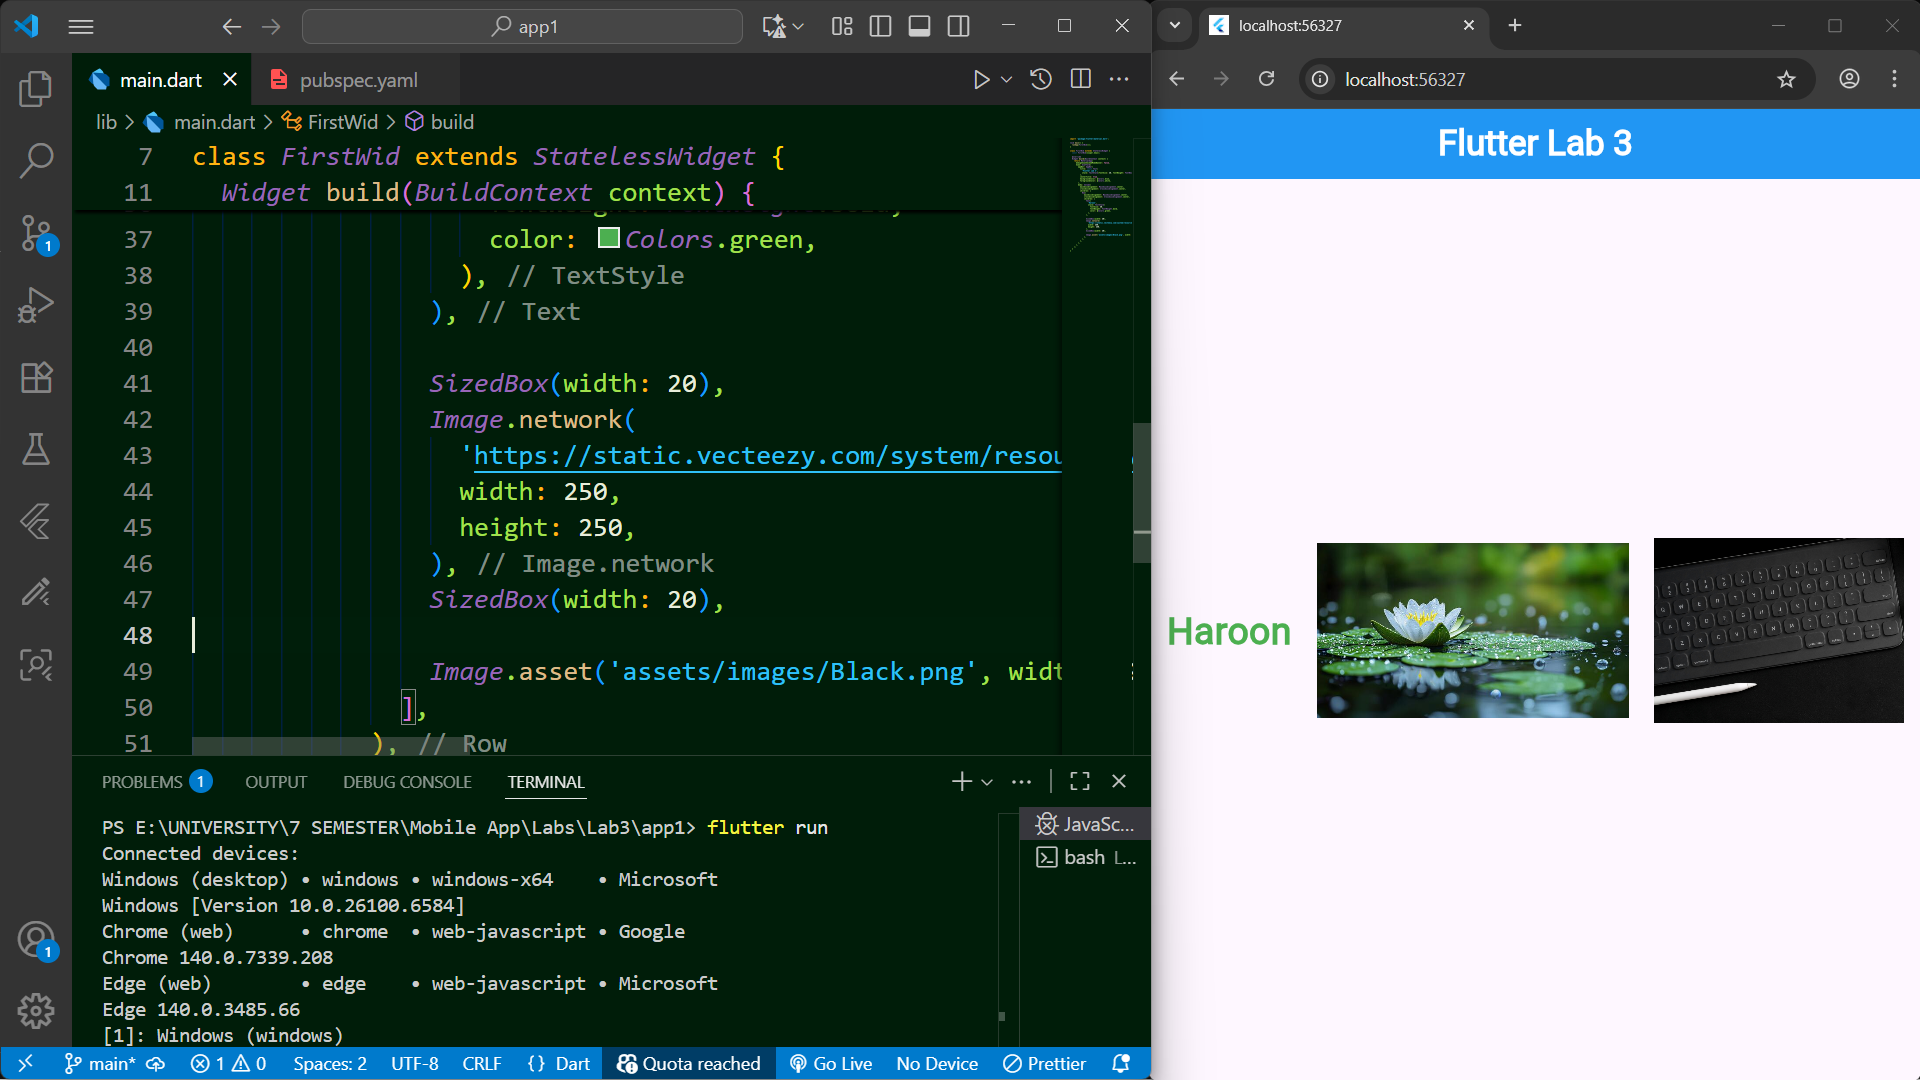 app1
main.dart
pubspec.yaml
lib > main.dart > FirstWid > build
7 class FirstWid extends StatelessWidget {
11 Widget build(BuildContext context) {
37 color: Colors.green,
38 ), // TextStyle
39 ), // Text
40
41 SizedBox(width: 20),
42 Image.network(
43 'https://static.vecteezy.com/system/resou
44 width: 250,
45 height: 250,
46 ), // Image.network
47 SizedBox(width: 20),
48
49 Image.asset('assets/images/Black.png', widt
50 ],
51 ), // Row
PROBLEMS 1 OUTPUT DEBUG CONSOLE TERMINAL
PS E:\UNIVERSITY\7 SEMESTER\Mobile App\Labs\Lab3\app1> flutter run
Connected devices:
Windows (desktop) • windows • windows-x64 • Microsoft
Windows [Version 10.0.26100.6584]
Chrome (web) • chrome • web-javascript • Google
Chrome 140.0.7339.208
Edge (web) • edge • web-javascript • Microsoft
Edge 140.0.3485.66
[1]: Windows (windows)
JavaSc...
bash L...
1
1
main* 1 0 Spaces: 2 UTF-8 CRLF {} Dart Quota reached Go Live No Device Prettier
localhost:56327
localhost:56327
Flutter Lab 3
Haroon